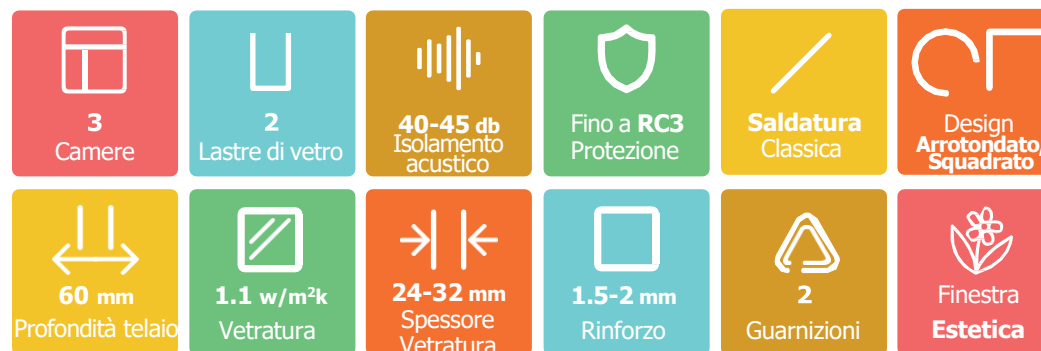 3
Camere
2
Lastre di vetro
40-45 db
Isolamento
acustico
Fino a RC3
Protezione
Saldatura
Classica
Design
Arrotondato,
Squadrato
60 mm
Profondità telaio
1.1 w/m²k
Vetratura
24-32 mm
Spessore
Vetratura
1.5-2 mm
Rinforzo
2
Guarnizioni
Finestra
Estetica